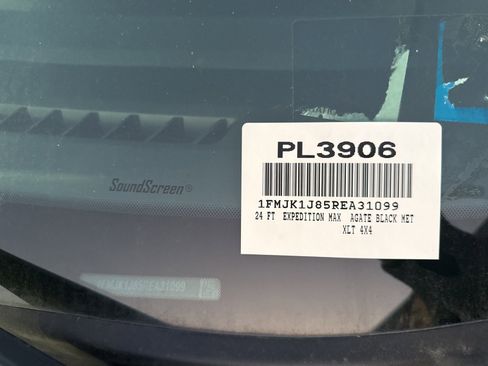 PL3906
SoundScreen®
1FMJK1J85REA31099
24 FT EXPEDITION MAX AGATE BLACK MET
XLT 4X4
1FMJK1J85REA31099